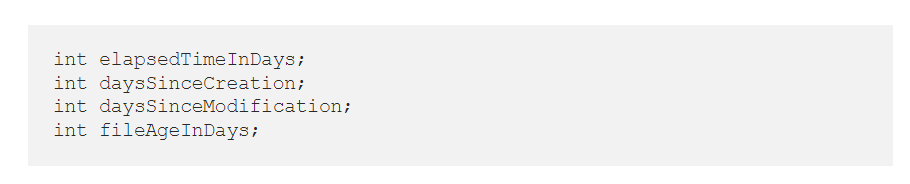 int elapsedTimeInDays;
int daysSinceCreation;
int daysSinceModification;
int fileAgeInDays;